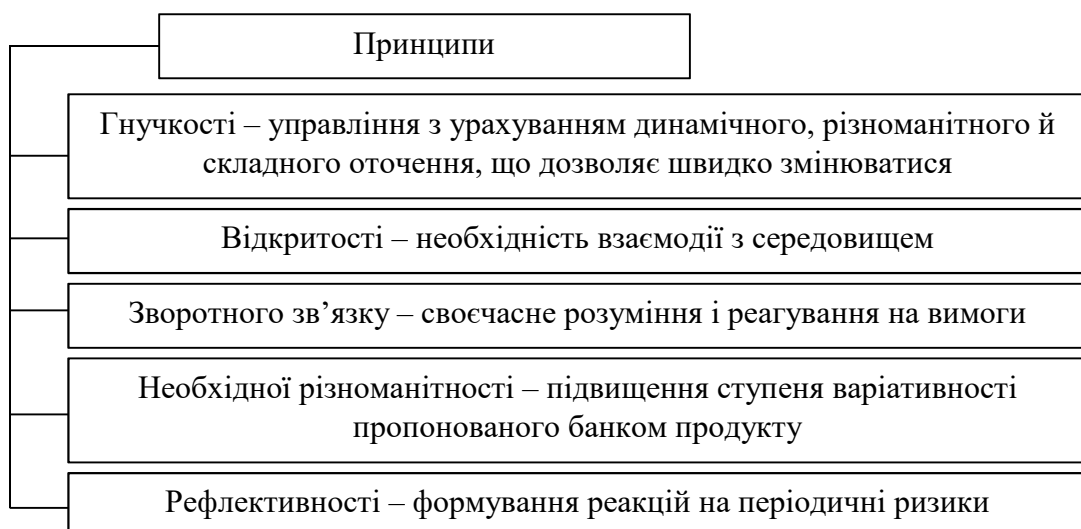 Принципи
Гнучкості – управління з урахуванням динамічного, різноманітного й
складного оточення, що дозволяє швидко змінюватися
Відкритості – необхідність взаємодії з середовищем
Зворотного зв’язку – своєчасне розуміння і реагування на вимоги
Необхідної різноманітності – підвищення ступеня варіативності
пропонованого банком продукту
Рефлективності – формування реакцій на періодичні ризики